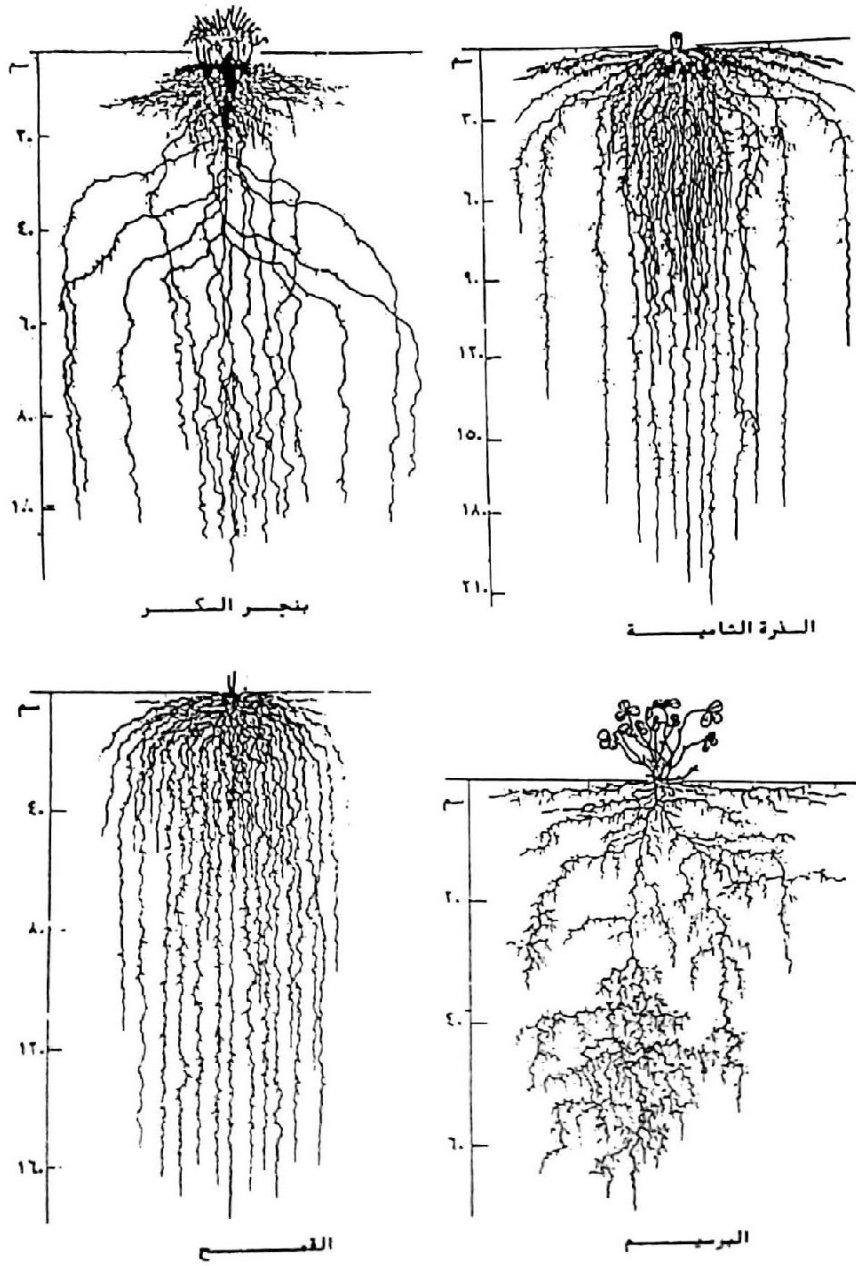 سم
٣٠
٦٠
٩٠
١٢٠
١٥٠
١٨٠
٢١٠
الذرة الشامية
سم
٢٠
٤٠
٦٠
٨٠
١٠٠
بنجر السكر
سم
٢٠
٤٠
٦٠
البرسيم
سم
٤٠
٨٠
١٢٠
١٦٠
القمح